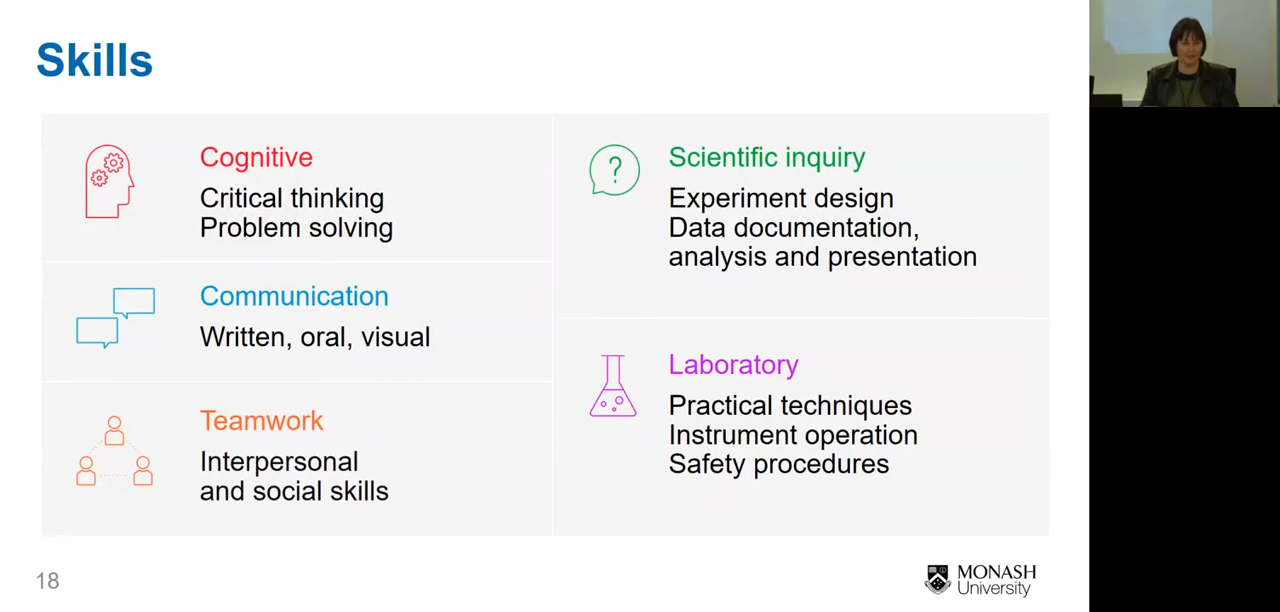 Skills
Cognitive
Critical thinking
Problem solving
Communication
Written, oral, visual
Teamwork
Interpersonal
and social skills
?
Scientific inquiry
Experiment design
Data documentation,
analysis and presentation
Laboratory
Practical techniques
Instrument operation
Safety procedures
18
MONASH
University